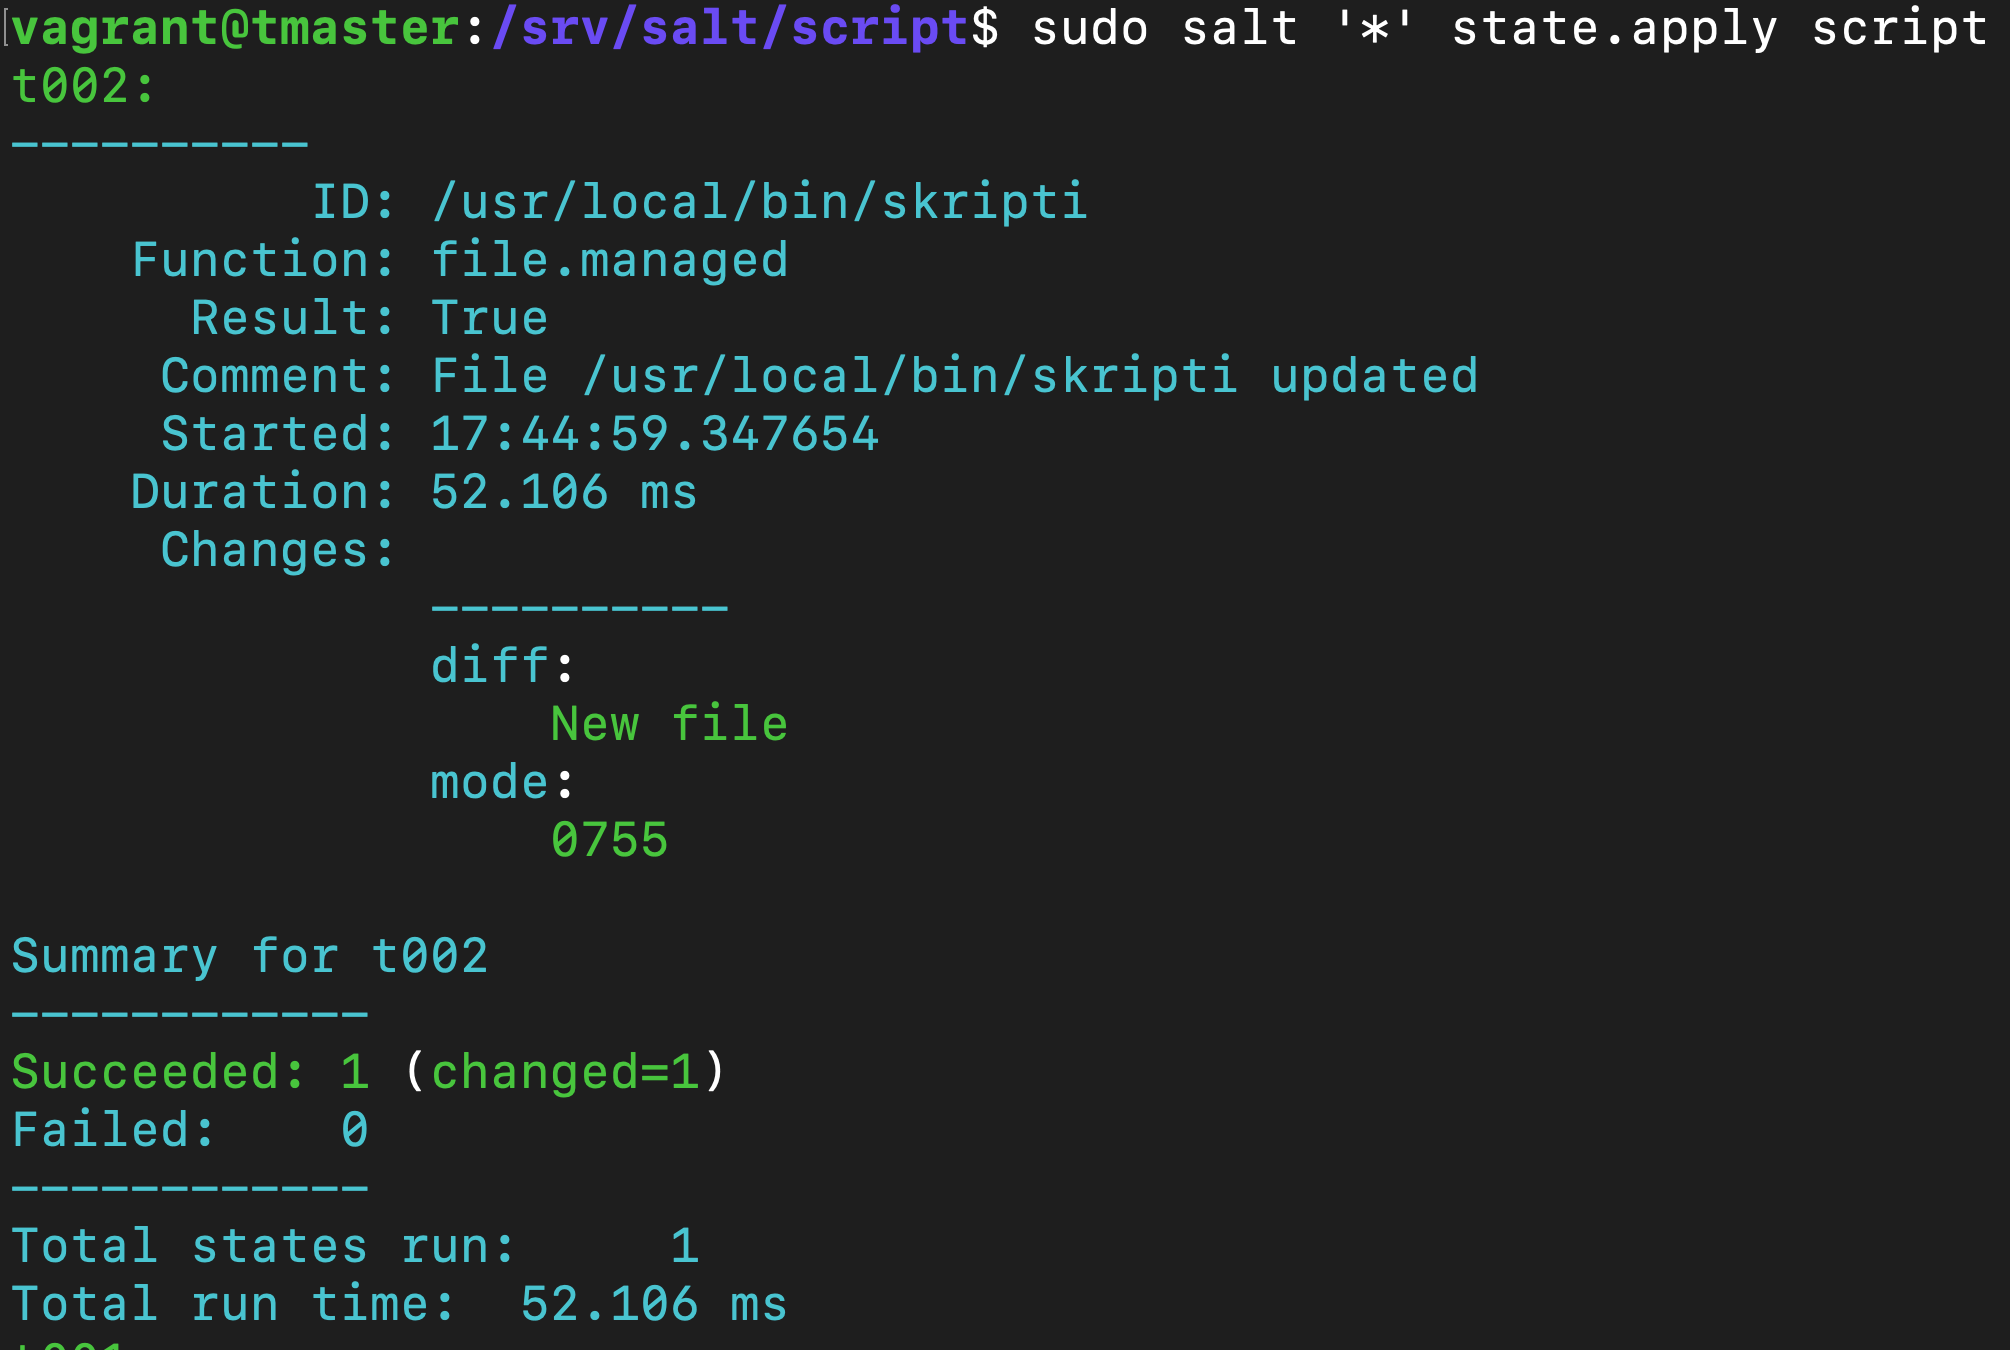 vagrant@tmaster:/srv/salt/script$ sudo salt '*' state.apply script
t002:
----------
          ID: /usr/local/bin/skripti
    Function: file.managed
      Result: True
     Comment: File /usr/local/bin/skripti updated
     Started: 17:44:59.347654
    Duration: 52.106 ms
     Changes:
              ----------
              diff:
                  New file
              mode:
                  0755

Summary for t002
------------
Succeeded: 1 (changed=1)
Failed:    0
------------
Total states run:     1
Total run time:  52.106 ms